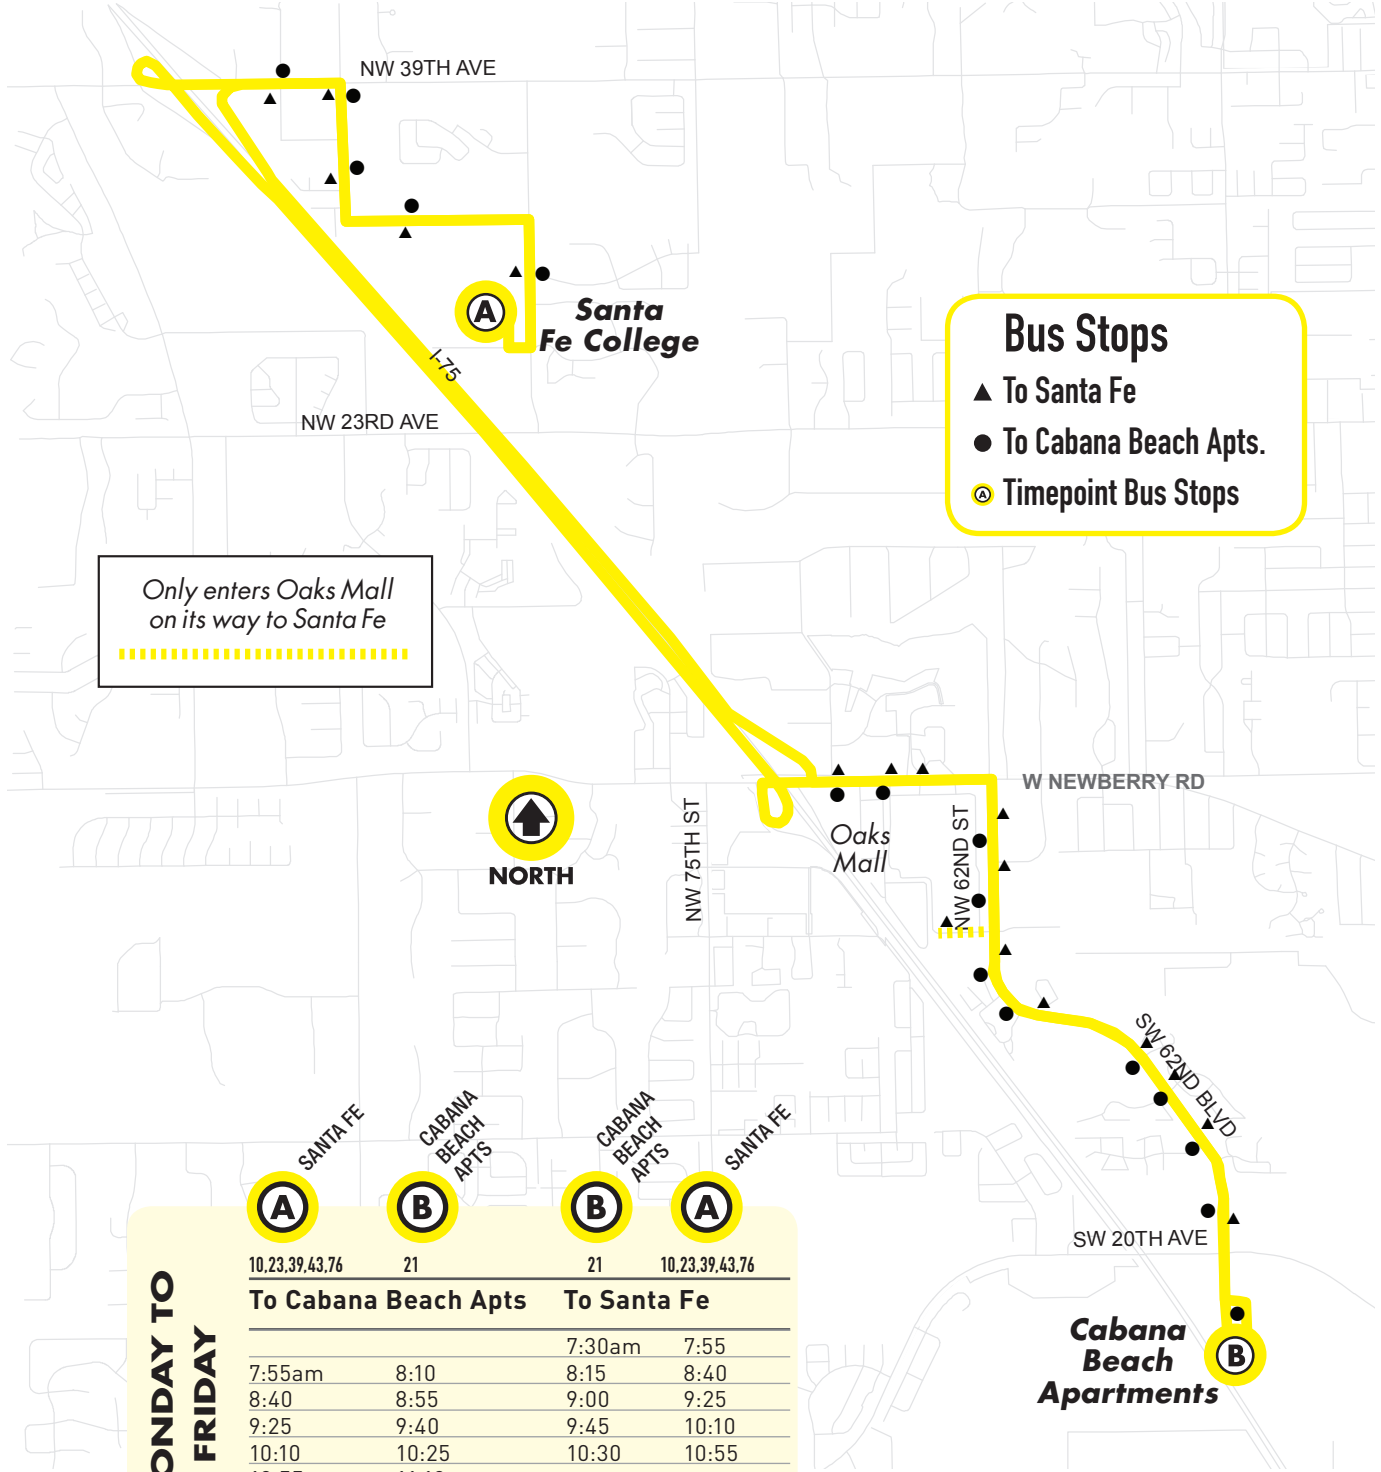 NW 39TH AVE
A
Santa
Fe College
I-75
NW 23RD AVE
Bus Stops
To Santa Fe
To Cabana Beach Apts.
A Timepoint Bus Stops
Only enters Oaks Mall
on its way to Santa Fe
W NEWBERRY RD
NORTH
NW 75TH ST
Oaks
Mall
NW 62ND ST
SW 62ND BLVD
SW 20TH AVE
Cabana
Beach
Apartments
B
SANTA FE
CABANA
BEACH
APTS
CABANA
BEACH
APTS
SANTA FE
A B B A
10,23,39,43,76 21 21 10,23,39,43,76
To Cabana Beach Apts To Santa Fe
ONDAY TO
FRIDAY
7:30am 7:55
7:55am 8:10 8:15 8:40
8:40 8:55 9:00 9:25
9:25 9:40 9:45 10:10
10:10 10:25 10:30 10:55